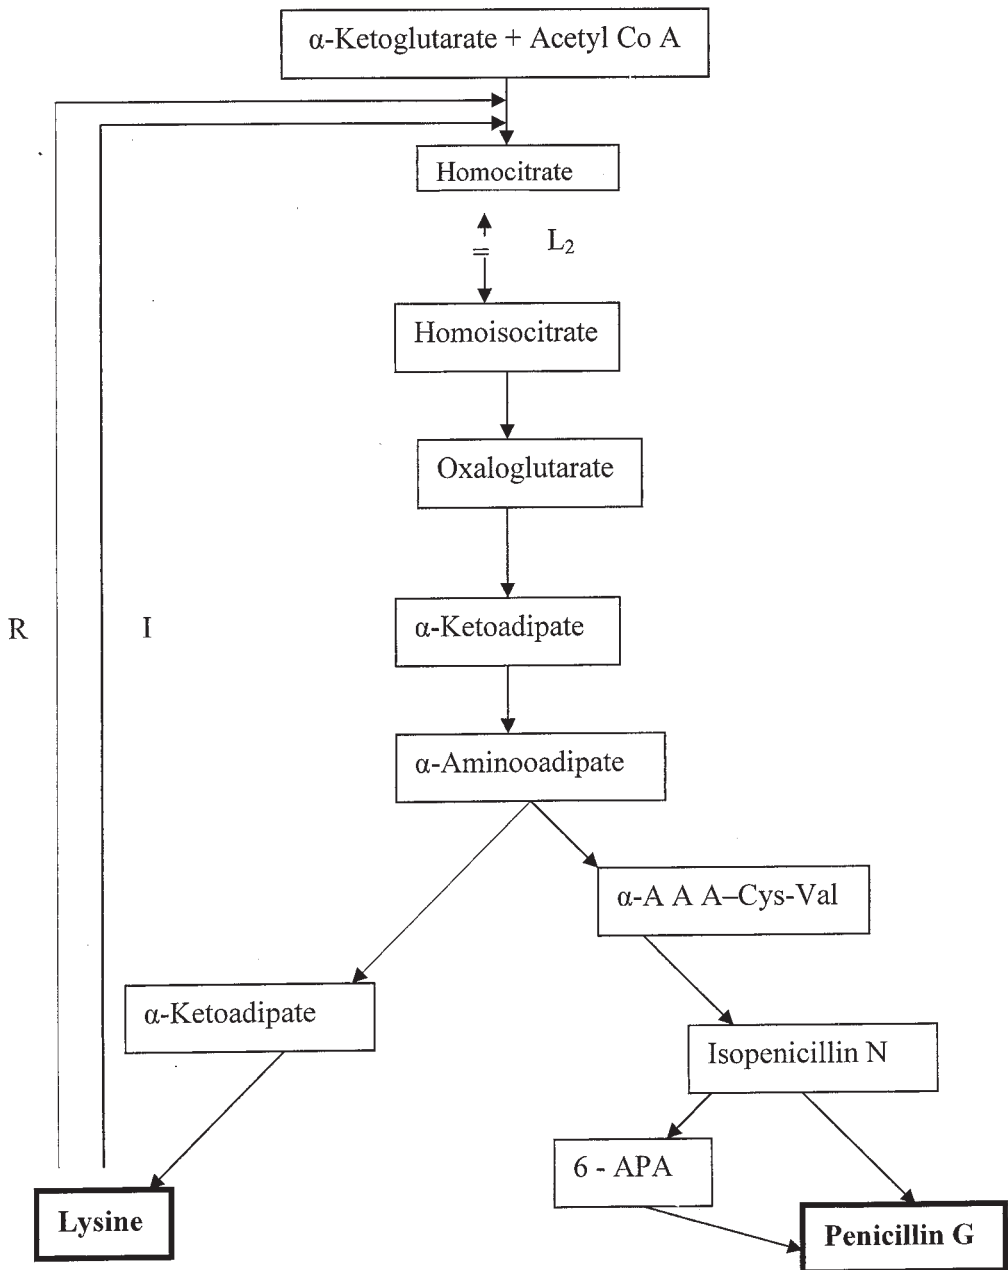 α-Ketoglutarate + Acetyl Co A
Homocitrate
L₂
Homoisocitrate
Oxaloglutarate
α-Ketoadipate
R
I
α-Aminooadipate
α-A A A–Cys-Val
α-Ketoadipate
Isopenicillin N
6 - APA
Lysine
Penicillin G